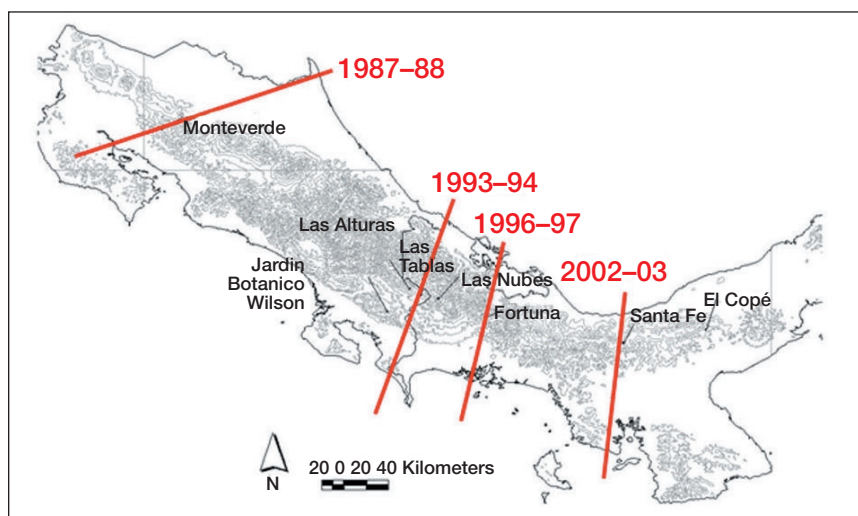 1987–88
Monteverde
1993–94
Las Alturas
1996–97
Las
Tablas
Jardin
Botanico
Wilson
Las Nubes
2002–03
El Copé
Fortuna
Santa Fe
N
20 0 20 40 Kilometers